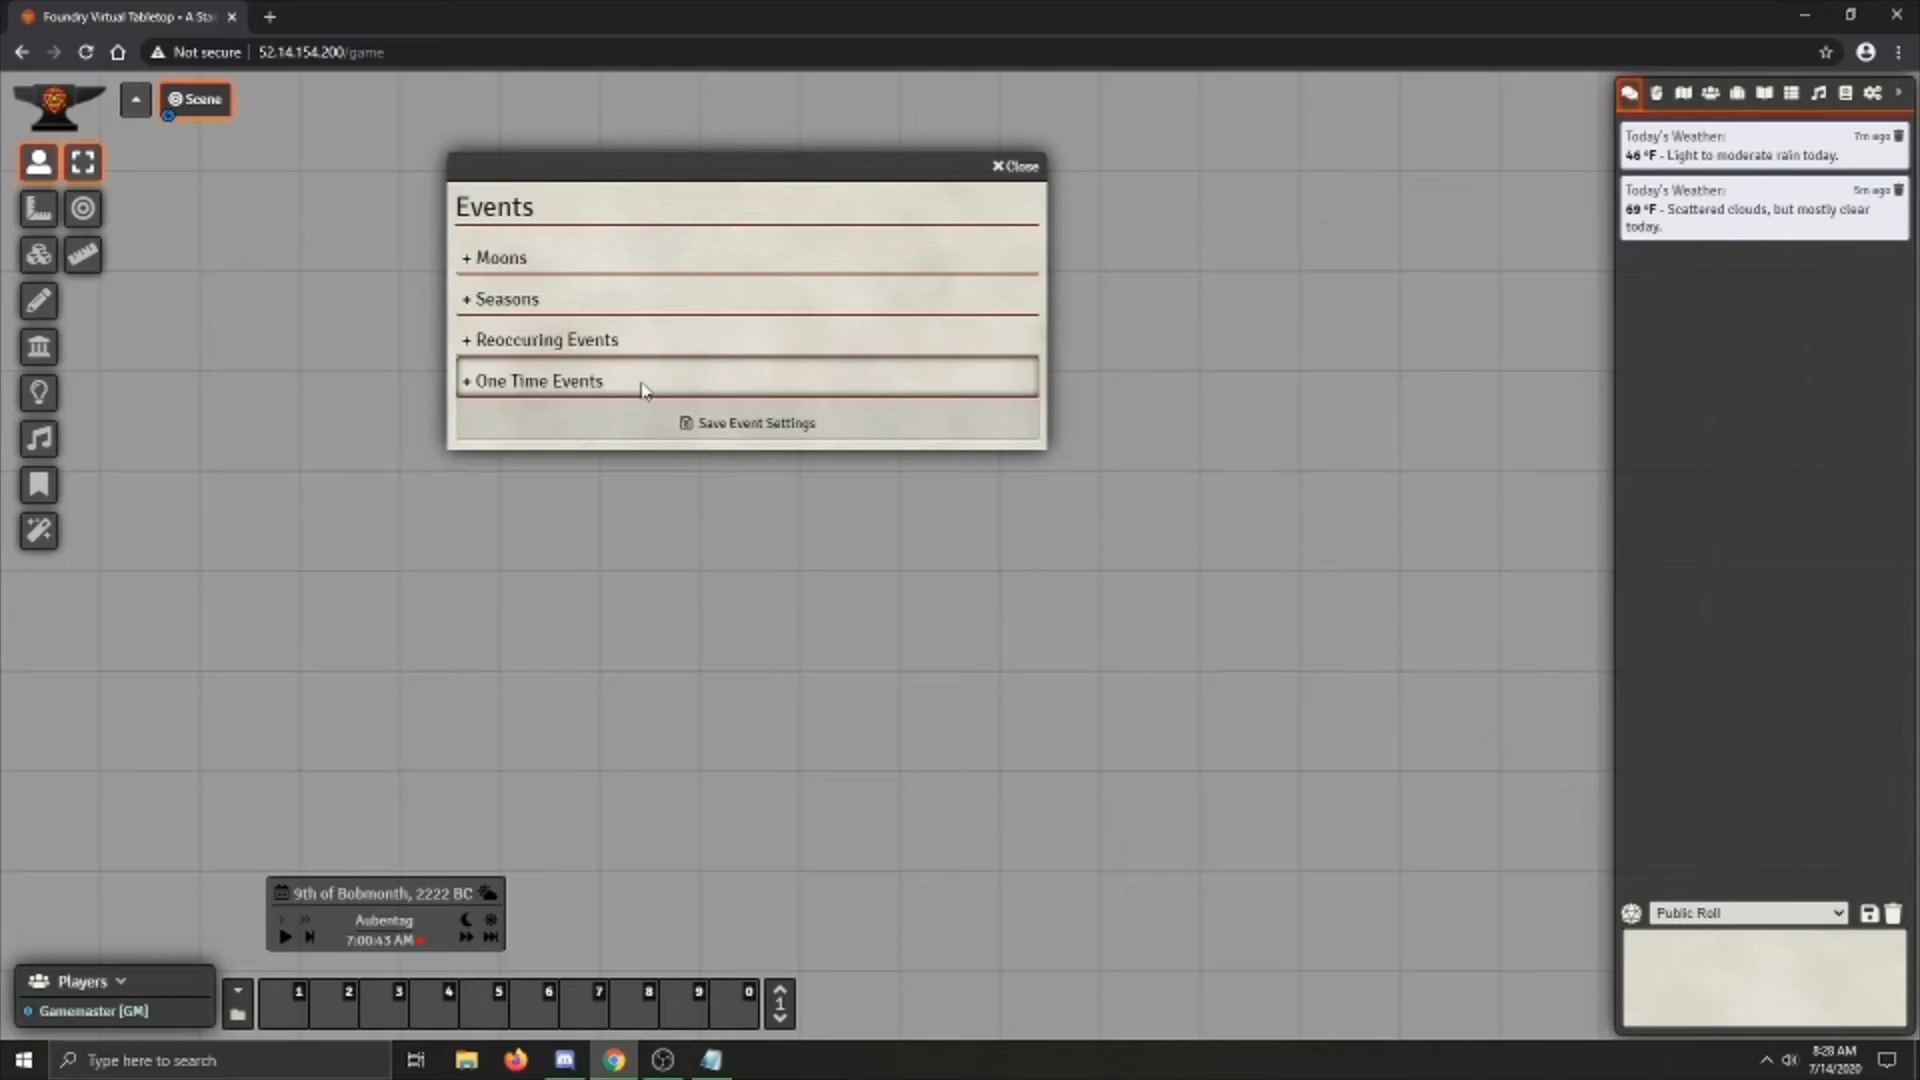 Foundry Virtual Tabletop • A Sta
Not secure | 52.14.154.200/game
Scene
Close
Events
+ Moons
+ Seasons
+ Reoccuring Events
+ One Time Events
Save Event Settings
Today's Weather: 7m ago
46 °F - Light to moderate rain today.
Today's Weather: 5m ago
69 °F - Scattered clouds, but mostly clear
today.
9th of Bobmonth, 2222 BC
Aubentag
7:00:43 AM
Public Roll
Players
Gamemaster [GM]
1 2 3 4 5 6 7 8 9 0
1
Type here to search
8:28 AM
7/14/2020